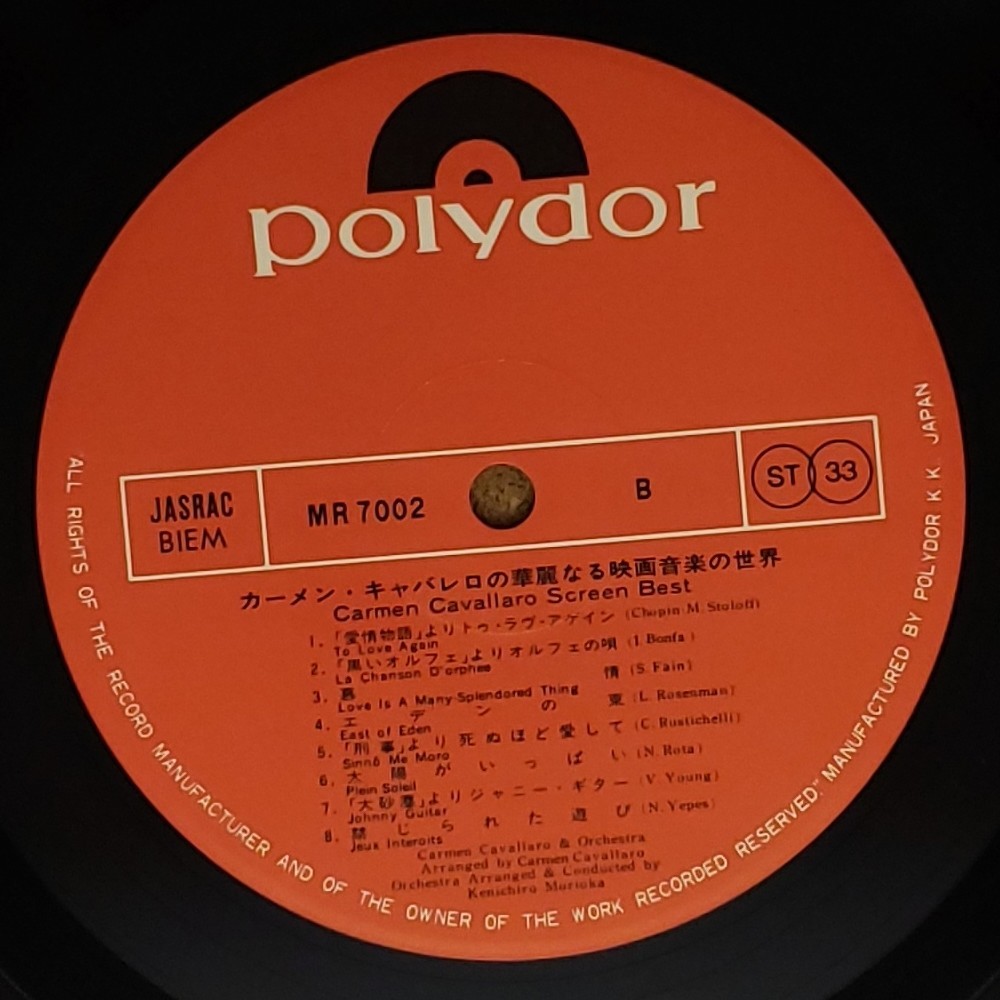 polydor
JASRAC
BIEM
MR 7002
B
ST 33
カーメン・キャバレロの華麗なる映画音楽の世界
Carmen Cavallaro Screen Best
1. 「愛情物語」よりトゥ・ラヴ・アゲイン (Chopin-M. Stoloff)
To Love Again
2. 「黒いオルフェ」よりオルフェの唄 (I. Bonfa)
La Chanson D'orphee
3. 慕情 (S. Fain)
Love Is A Many-Splendored Thing
4. エデンの東 (L. Rosenman)
East of Eden
5. 「刑事」より死ぬほど愛して (C. Rustichelli)
Sinnó Me Moro
6. 太陽がいっぱい (N. Rota)
Plein Soleil
7. 「大砂塵」よりジャニー・ギター (V. Young)
Johnny Guitar
8. 禁じられた遊び (N. Yepes)
Jeux Interoits
Carmen Cavallaro & Orchestra
Arranged by Carmen Cavallaro
Orchestra Arranged & Conducted by
Kenichiro Morioka
"ALL RIGHTS OF THE RECORD MANUFACTURER AND OF THE OWNER OF THE WORK RECORDED RESERVED." MANUFACTURED BY POLYDOR K K. JAPAN